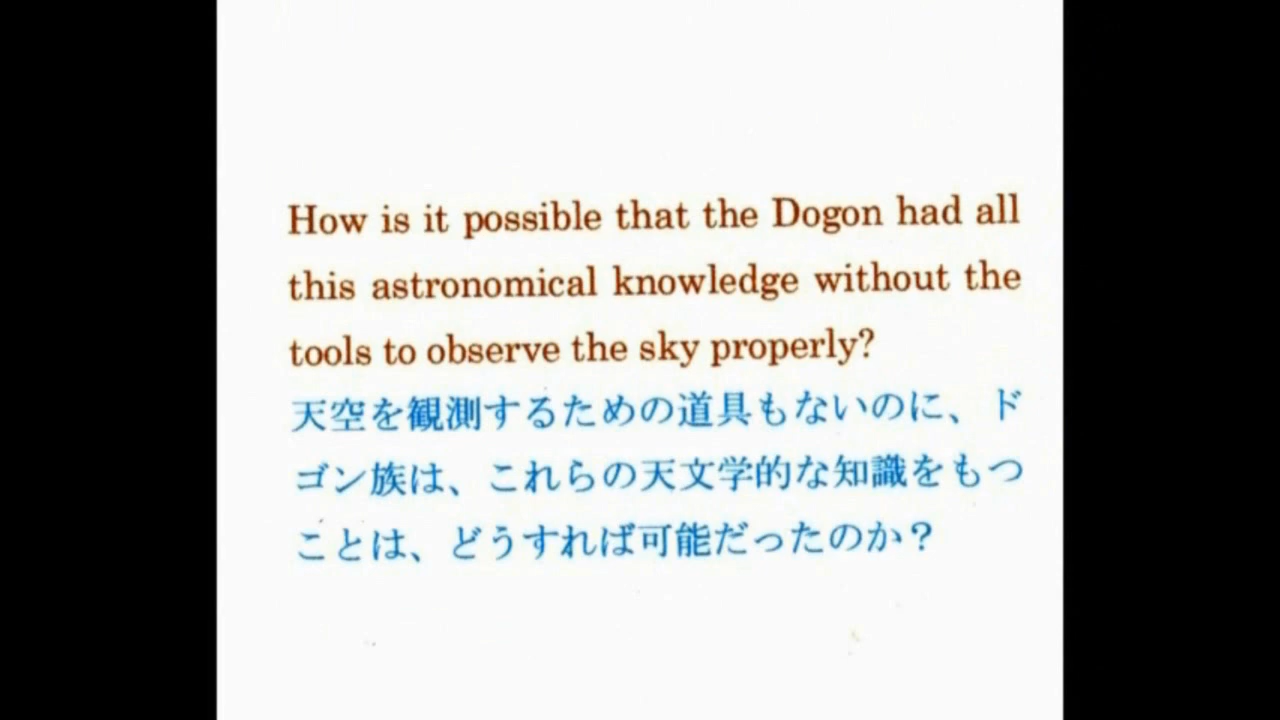 How is it possible that the Dogon had all
this astronomical knowledge without the
tools to observe the sky properly?
天空を観測するための道具もないのに、ド
ゴン族は、これらの天文学的な知識をもつ
ことは、どうすれば可能だったのか？